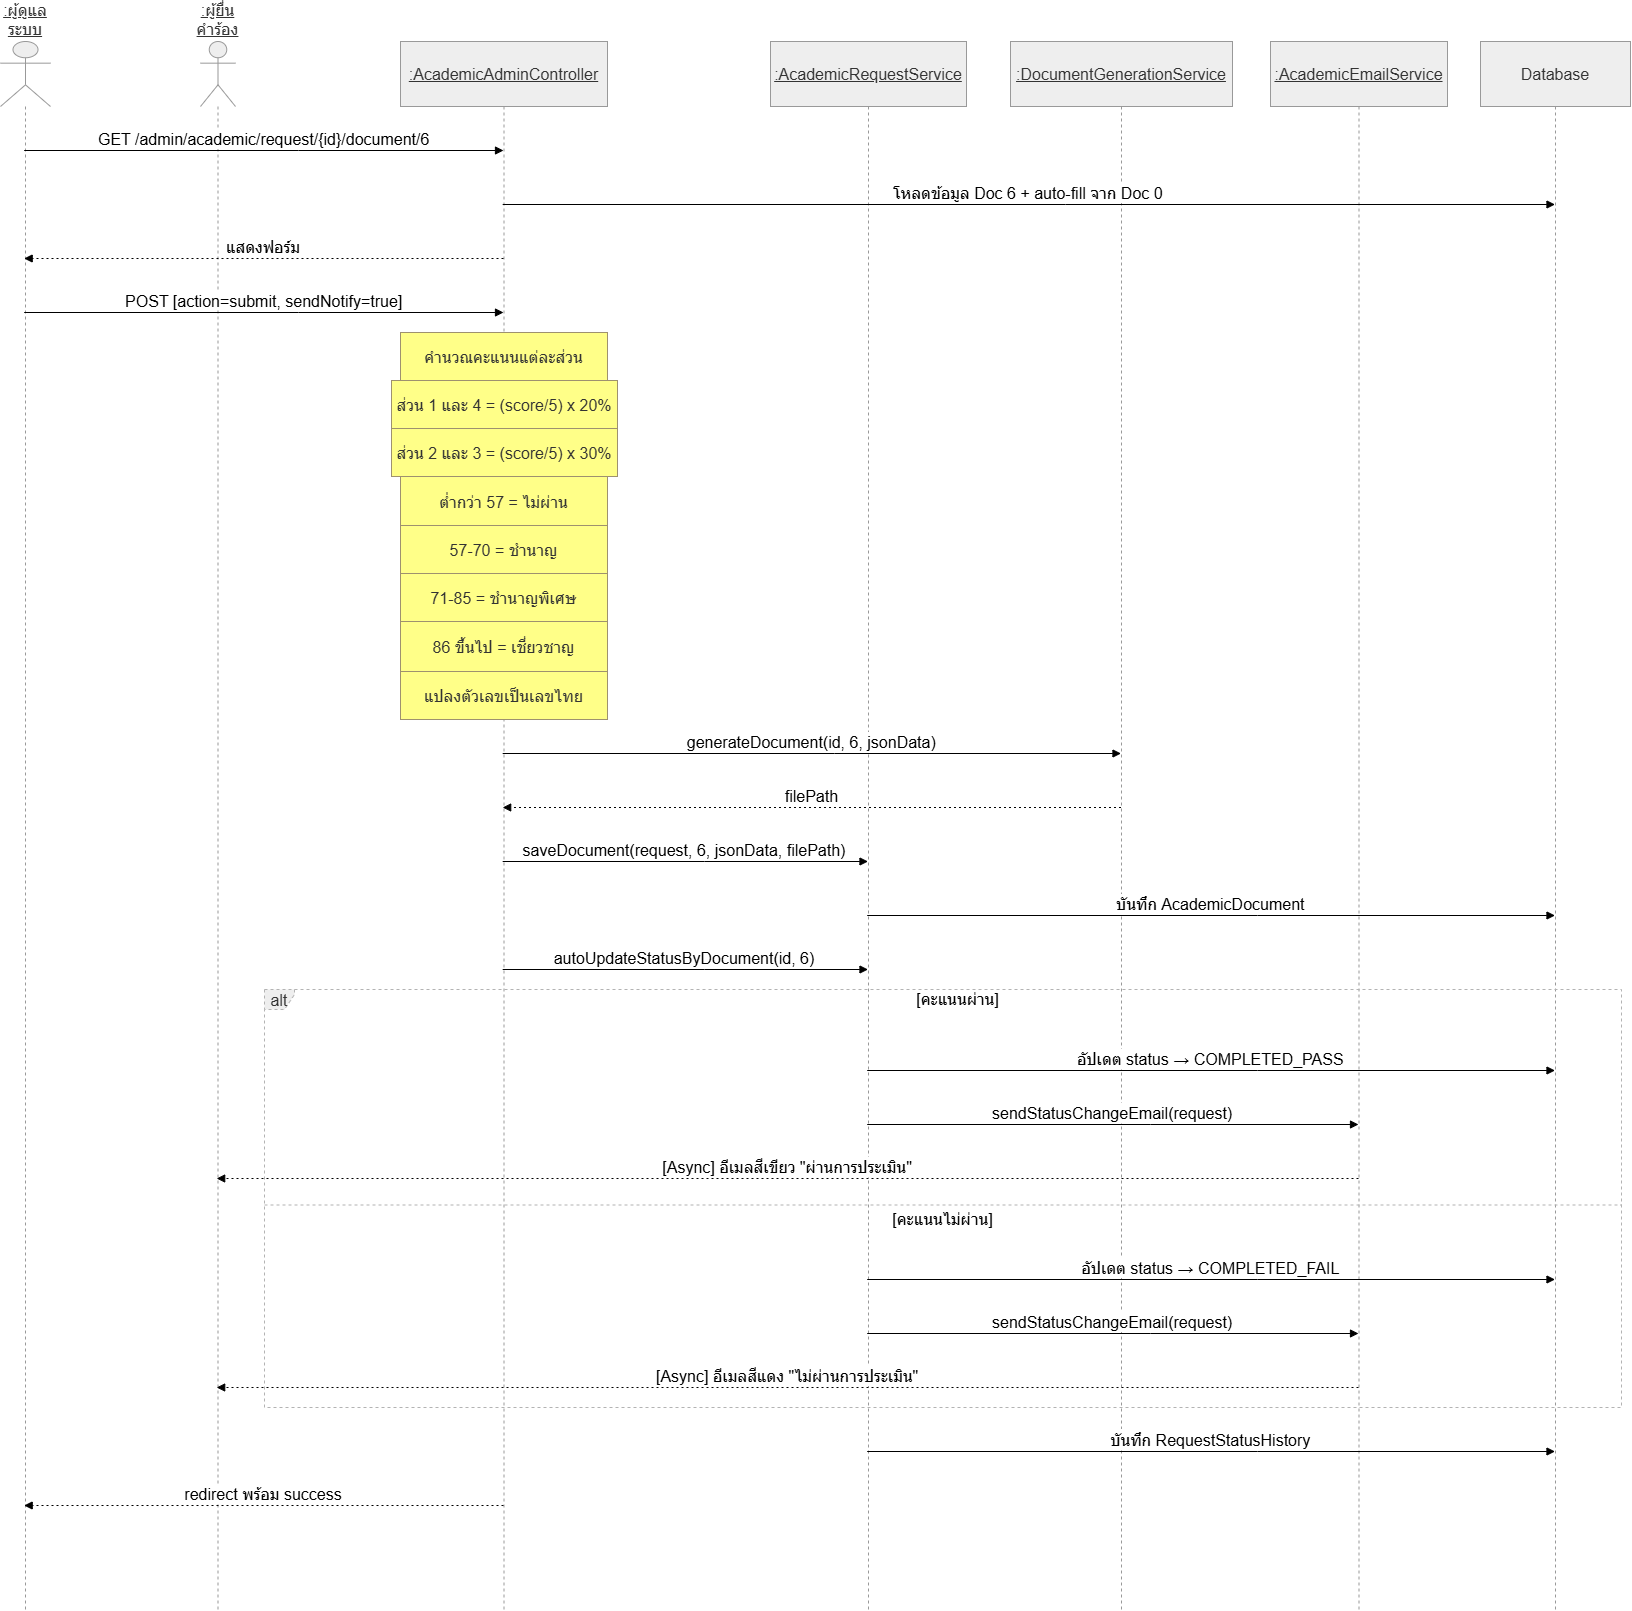 :ผู้ดูแล
ระบบ
:ผู้ยื่น
คำร้อง
:AcademicAdminController
:AcademicRequestService
:DocumentGenerationService
:AcademicEmailService
Database
GET /admin/academic/request/{id}/document/6
โหลดข้อมูล Doc 6 + auto-fill จาก Doc 0
แสดงฟอร์ม
POST [action=submit, sendNotify=true]
คำนวณคะแนนแต่ละส่วน
ส่วน 1 และ 4 = (score/5) x 20%
ส่วน 2 และ 3 = (score/5) x 30%
ต่ำกว่า 57 = ไม่ผ่าน
57-70 = ชำนาญ
71-85 = ชำนาญพิเศษ
86 ขึ้นไป = เชี่ยวชาญ
แปลงตัวเลขเป็นเลขไทย
generateDocument(id, 6, jsonData)
filePath
saveDocument(request, 6, jsonData, filePath)
บันทึก AcademicDocument
autoUpdateStatusByDocument(id, 6)
alt
[คะแนนผ่าน]
อัปเดต status → COMPLETED_PASS
sendStatusChangeEmail(request)
[Async] อีเมลสีเขียว "ผ่านการประเมิน"
[คะแนนไม่ผ่าน]
อัปเดต status → COMPLETED_FAIL
sendStatusChangeEmail(request)
[Async] อีเมลสีแดง "ไม่ผ่านการประเมิน"
บันทึก RequestStatusHistory
redirect พร้อม success